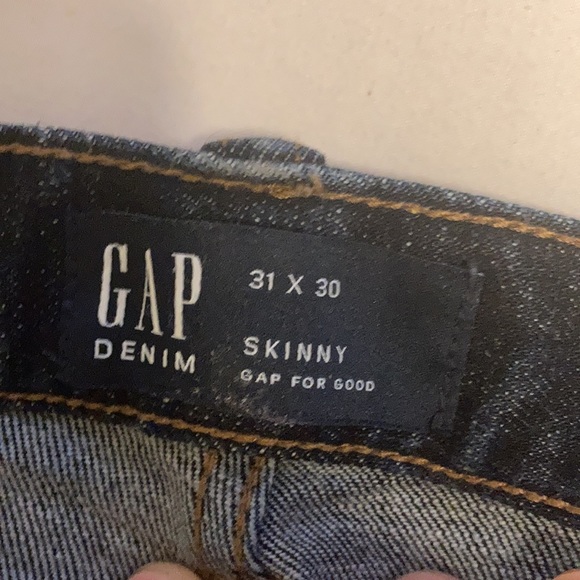 GAP
DENIM
31 X 30
SKINNY
GAP FOR GOOD